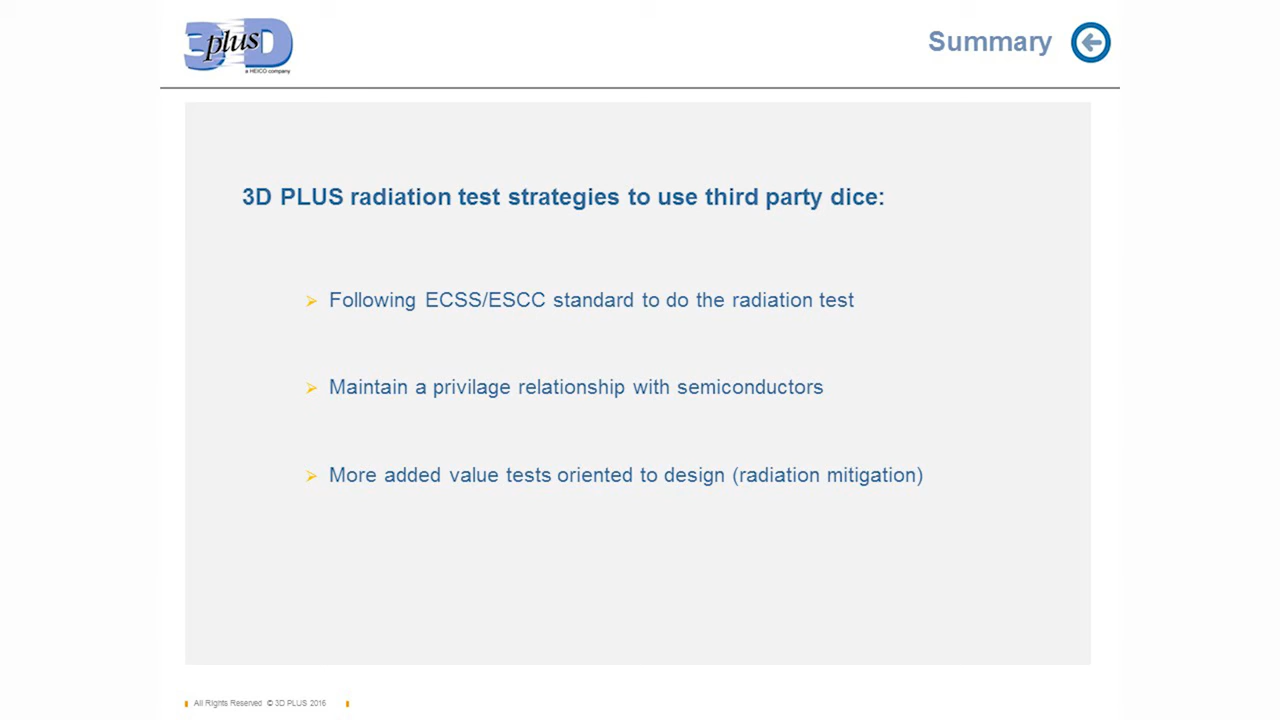 3D plus
a HEICO company
Summary
3D PLUS radiation test strategies to use third party dice:
Following ECSS/ESCC standard to do the radiation test
Maintain a privilage relationship with semiconductors
More added value tests oriented to design (radiation mitigation)
All Rights Reserved © 3D PLUS 2016